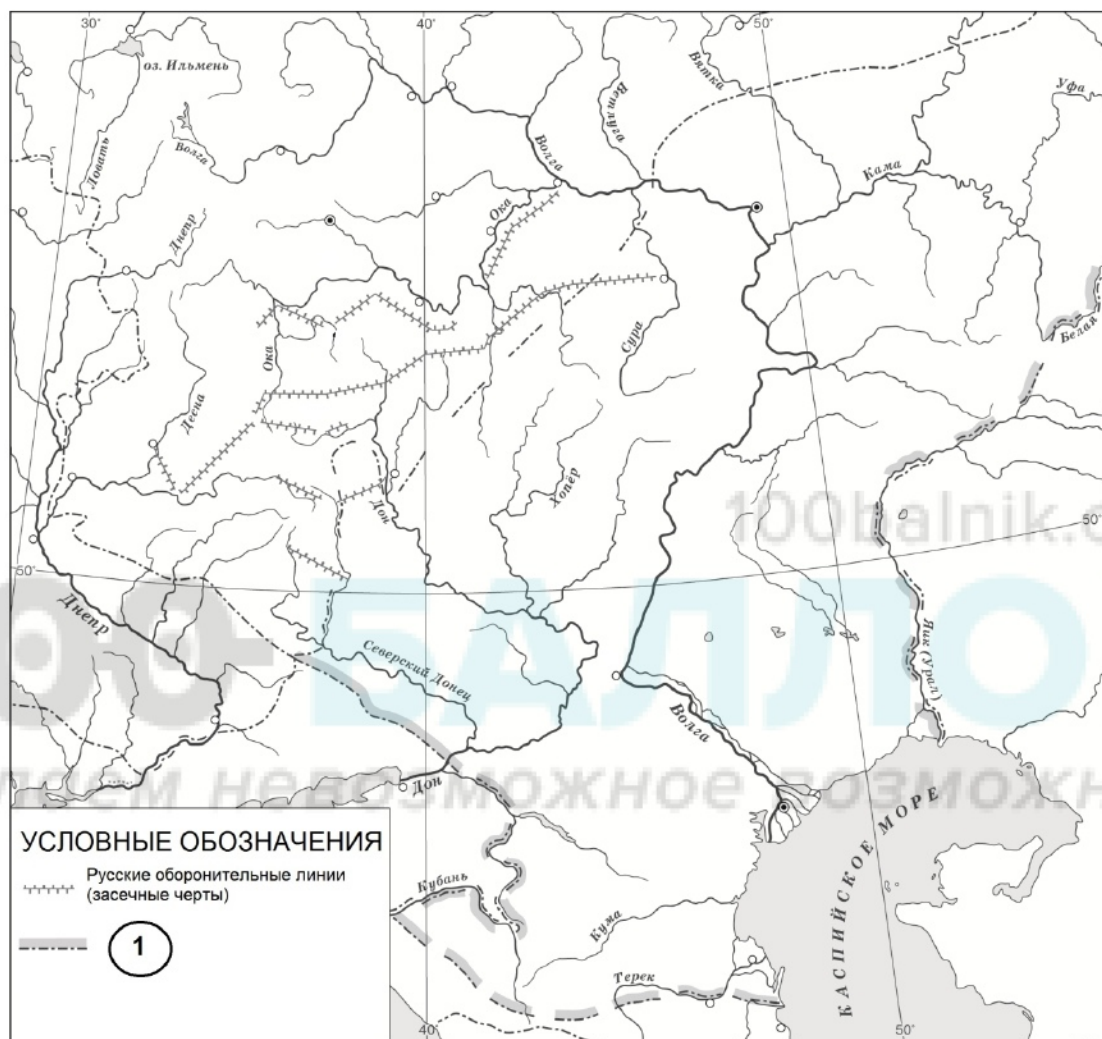 30°
40°
50°
оз. Ильмень
Ловать
Волга
Днепр
Волга
Ветлуга
Вятка
Кама
Уфа
Ока
Ока
Десна
Сура
Белая
Хопёр
Дон
100balnik.c
50°
50°
Днепр
БАЛЛО
Северский Донец
Яик (Урал)
Волга
Дон
невозможное возможн
КАСПИЙСКОЕ МОРЕ
УСЛОВНЫЕ ОБОЗНАЧЕНИЯ
Русские оборонительные линии
(засечные черты)
1
Кубань
Кума
Терек
40°
50°